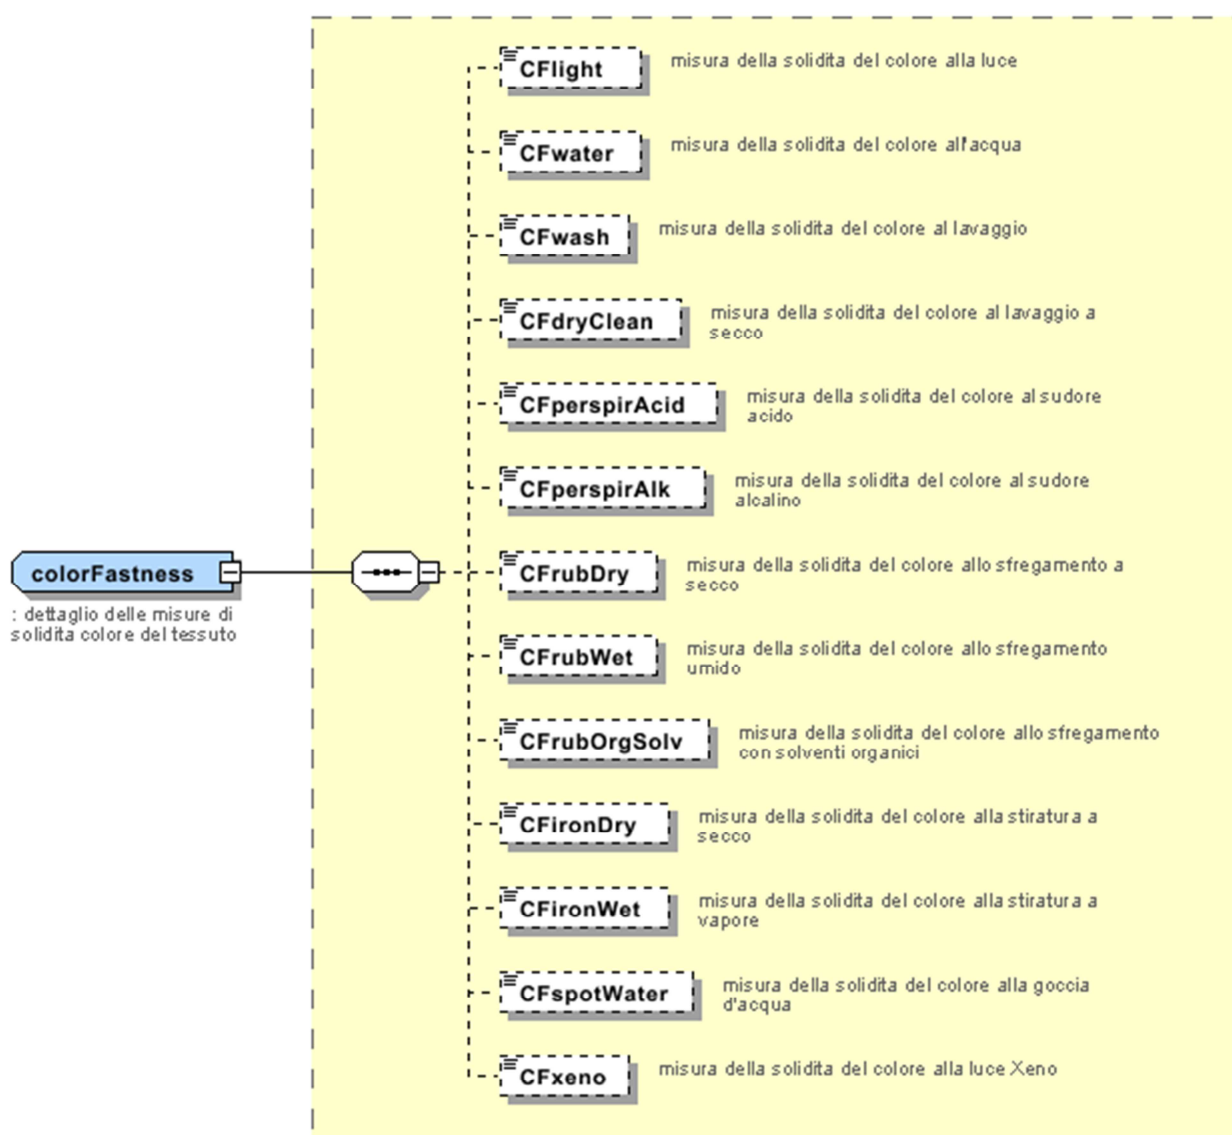 CFlight
misura della solidita del colore alla luce
CFwater
misura della solidita del colore all'acqua
CFwash
misura della solidita del colore al lavaggio
CFdryClean
misura della solidita del colore al lavaggio a
secco
CFperspirAcid
misura della solidita del colore al sudore
acido
CFperspirAlk
misura della solidita del colore al sudore
alcalino
colorFastness
: dettaglio delle misure di
solidita colore del tessuto
CFrubDry
misura della solidita del colore allo sfregamento a
secco
CFrubWet
misura della solidita del colore allo sfregamento
umido
CFrubOrgSolv
misura della solidita del colore allo sfregamento
con solventi organici
CFironDry
misura della solidita del colore alla stiratura a
secco
CFironWet
misura della solidita del colore alla stiratura a
vapore
CFspotWater
misura della solidita del colore alla goccia
d'acqua
CFxeno
misura della solidita del colore alla luce Xeno